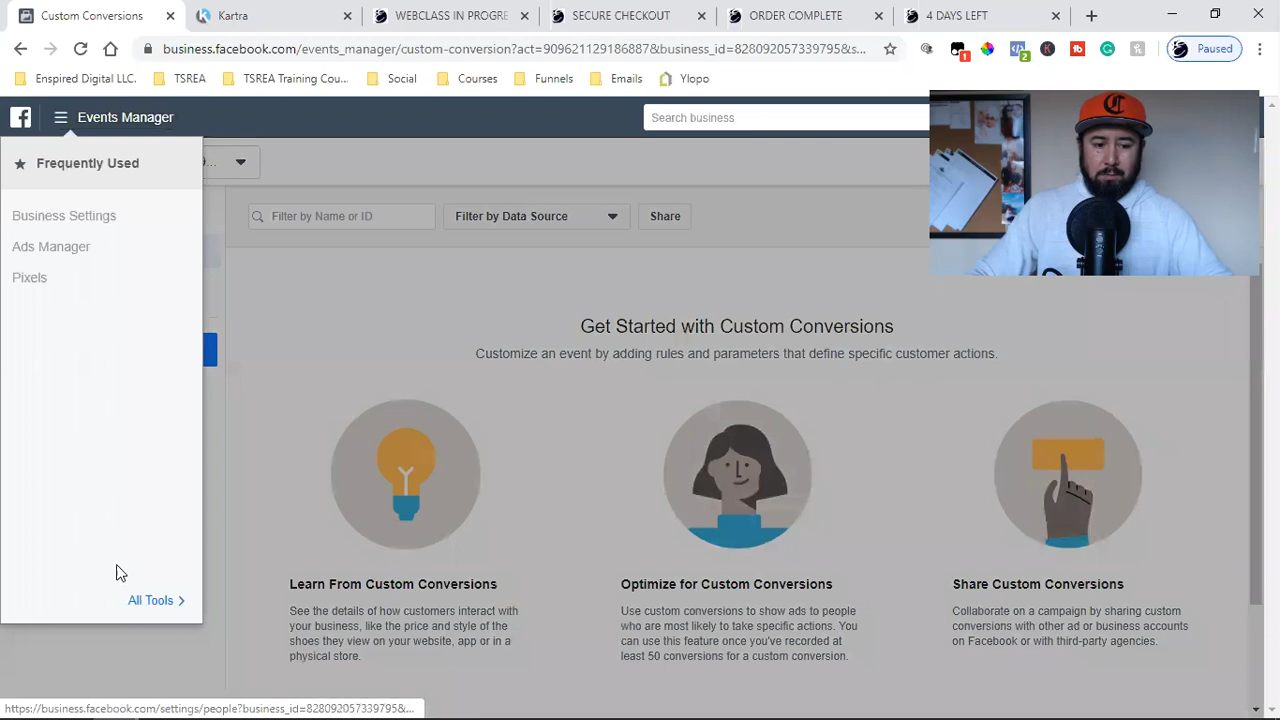 Custom Conversions
Kartra
WEBCLASS IN PROGRE
SECURE CHECKOUT
ORDER COMPLETE
4 DAYS LEFT
business.facebook.com/events_manager/custom-conversion?act=90962112918688​7&business_id=828092057339795&s...
1
2
Paused
Enspired Digital LLC.
TSREA
TSREA Training Cou...
Social
Courses
Funnels
Emails
Ylopo
Events Manager
Search business
Frequently Used
9...
Business Settings
Filter by Name or ID
Filter by Data Source
Share
Ads Manager
Pixels
Get Started with Custom Conversions
Customize an event by adding rules and parameters that define specific customer actions.
All Tools
Learn From Custom Conversions
See the details of how customers interact with
your business, like the price and style of the
shoes they view on your website, app or in a
physical store.
Optimize for Custom Conversions
Use custom conversions to show ads to people
who are most likely to take specific actions. You
can use this feature once you've recorded at
least 50 conversions for a custom conversion.
Share Custom Conversions
Collaborate on a campaign by sharing custom
conversions with other ad or business accounts
on Facebook or with third-party agencies.
https://business.facebook.com/settings/people?business_id=828092057339795&...